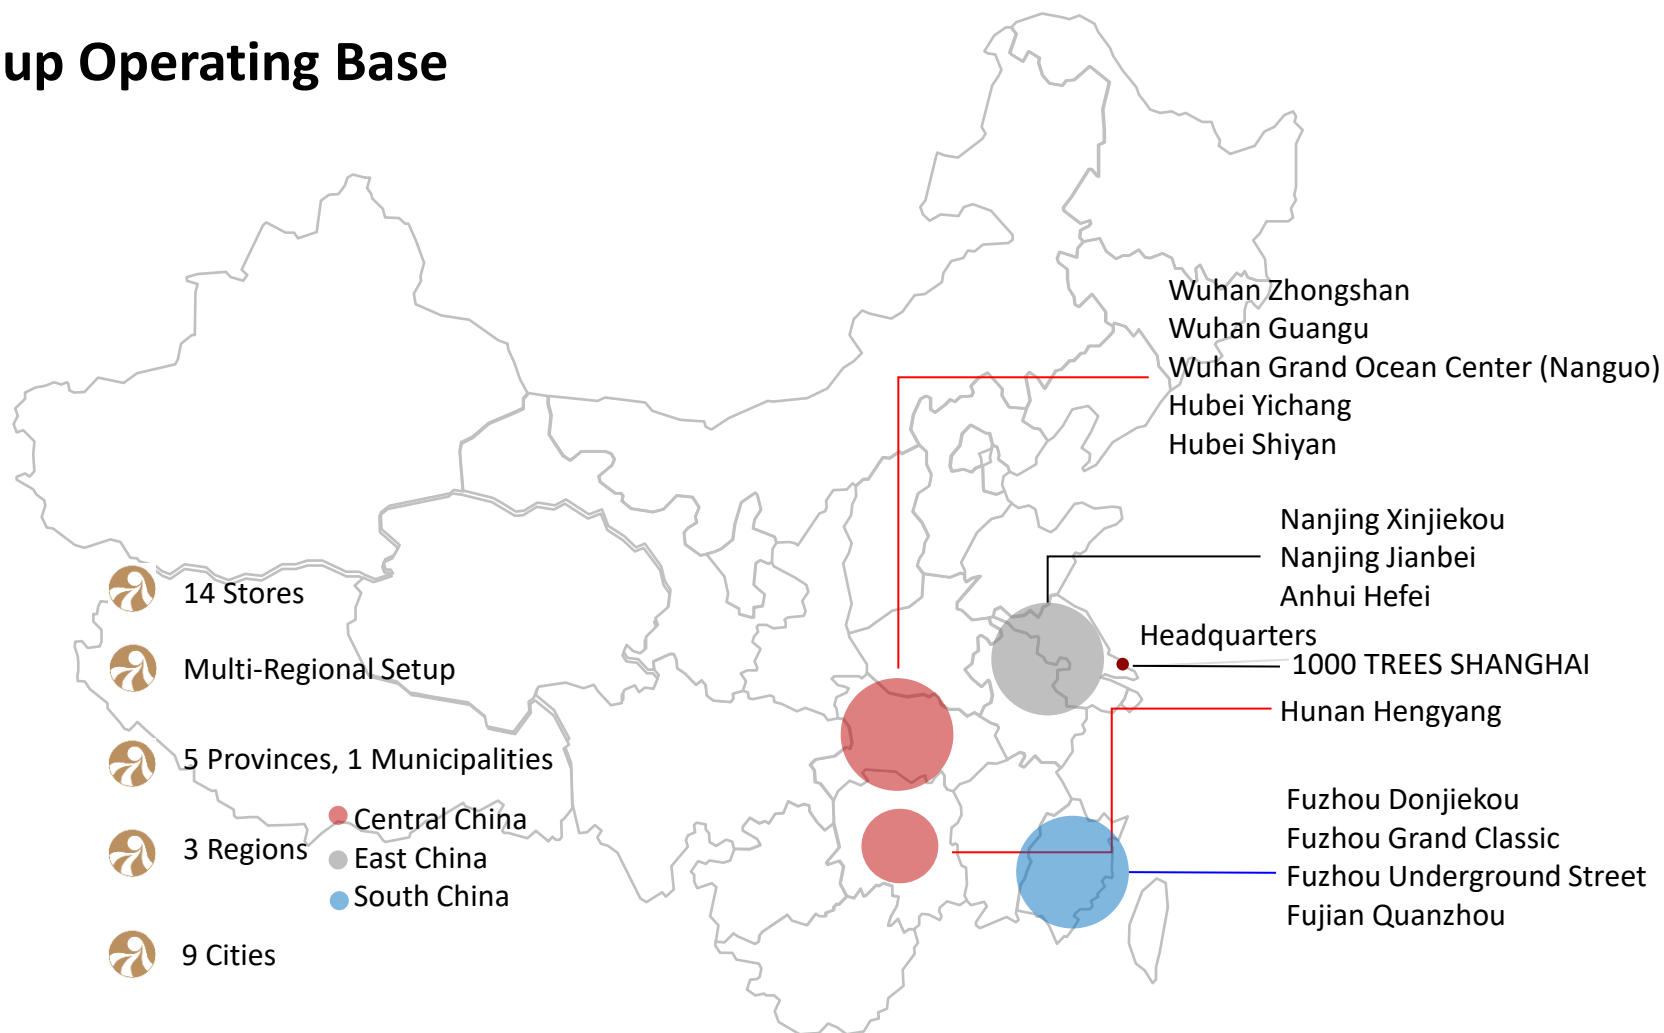 up Operating Base
Wuhan Zhongshan
Wuhan Guangu
Wuhan Grand Ocean Center (Nanguo)
Hubei Yichang
Hubei Shiyan
Nanjing Xinjiekou
Nanjing Jianbei
Anhui Hefei
Headquarters
1000 TREES SHANGHAI
Hunan Hengyang
Fuzhou Donjiekou
Fuzhou Grand Classic
Fuzhou Underground Street
Fujian Quanzhou
14 Stores
Multi-Regional Setup
5 Provinces, 1 Municipalities
3 Regions
Central China
East China
South China
9 Cities